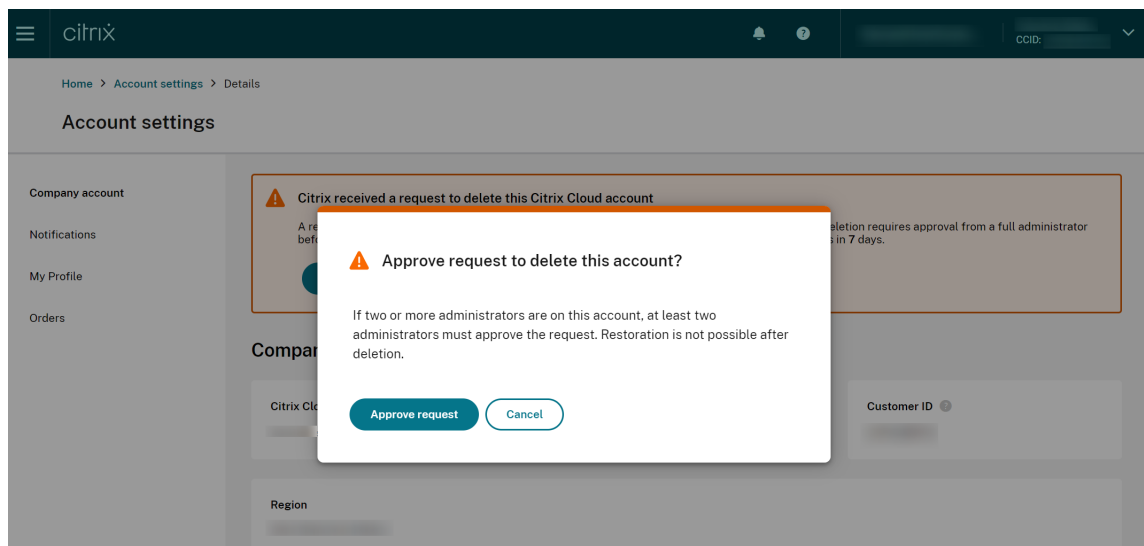 citrix
CCID:
Home > Account settings > Details
Account settings
Company account
Notifications
My Profile
Orders
Citrix received a request to delete this Citrix Cloud account
A re
eletion requires approval from a full administrator
befo
s in 7 days.
Approve request to delete this account?
If two or more administrators are on this account, at least two
administrators must approve the request. Restoration is not possible after
deletion.
Approve request
Cancel
Compan
Citrix Clo
Customer ID
Region